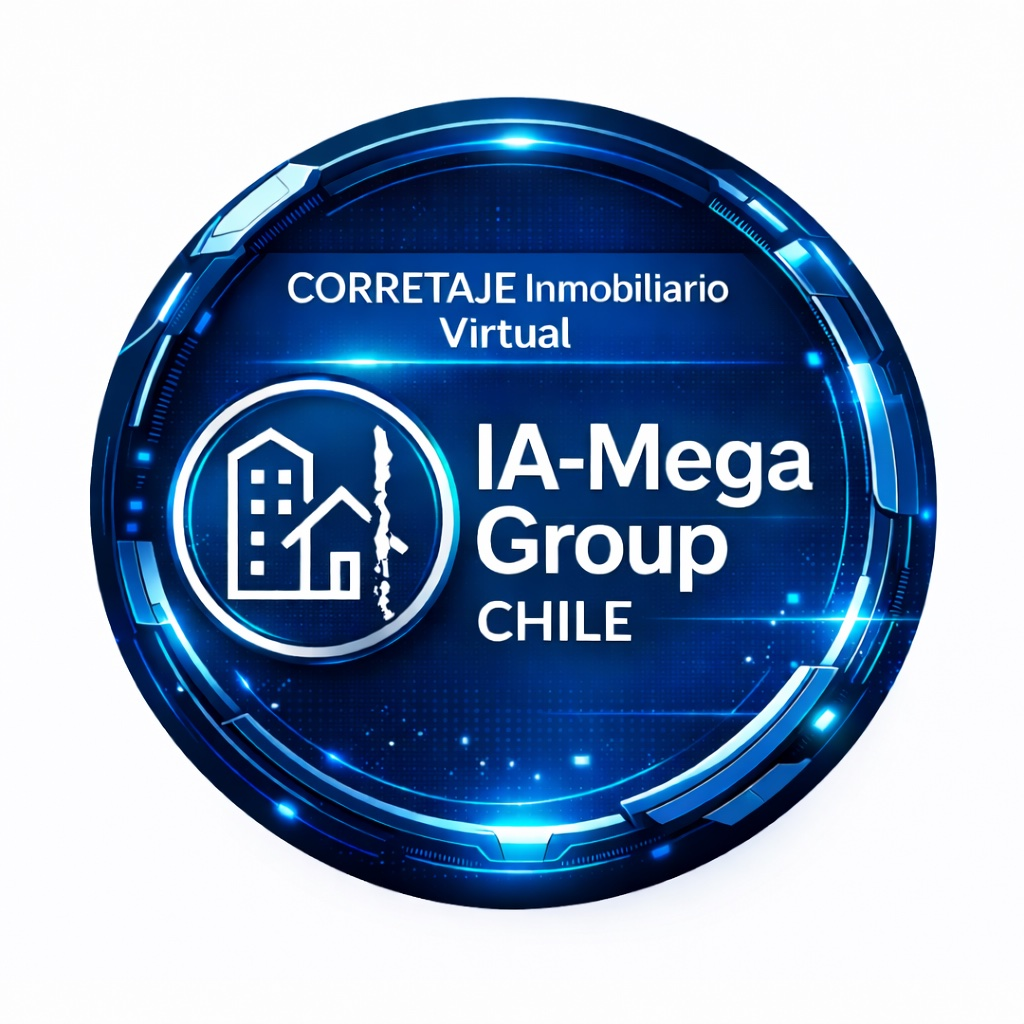 CORRETAJE Inmobiliario
Virtual
IA-Mega
Group
CHILE